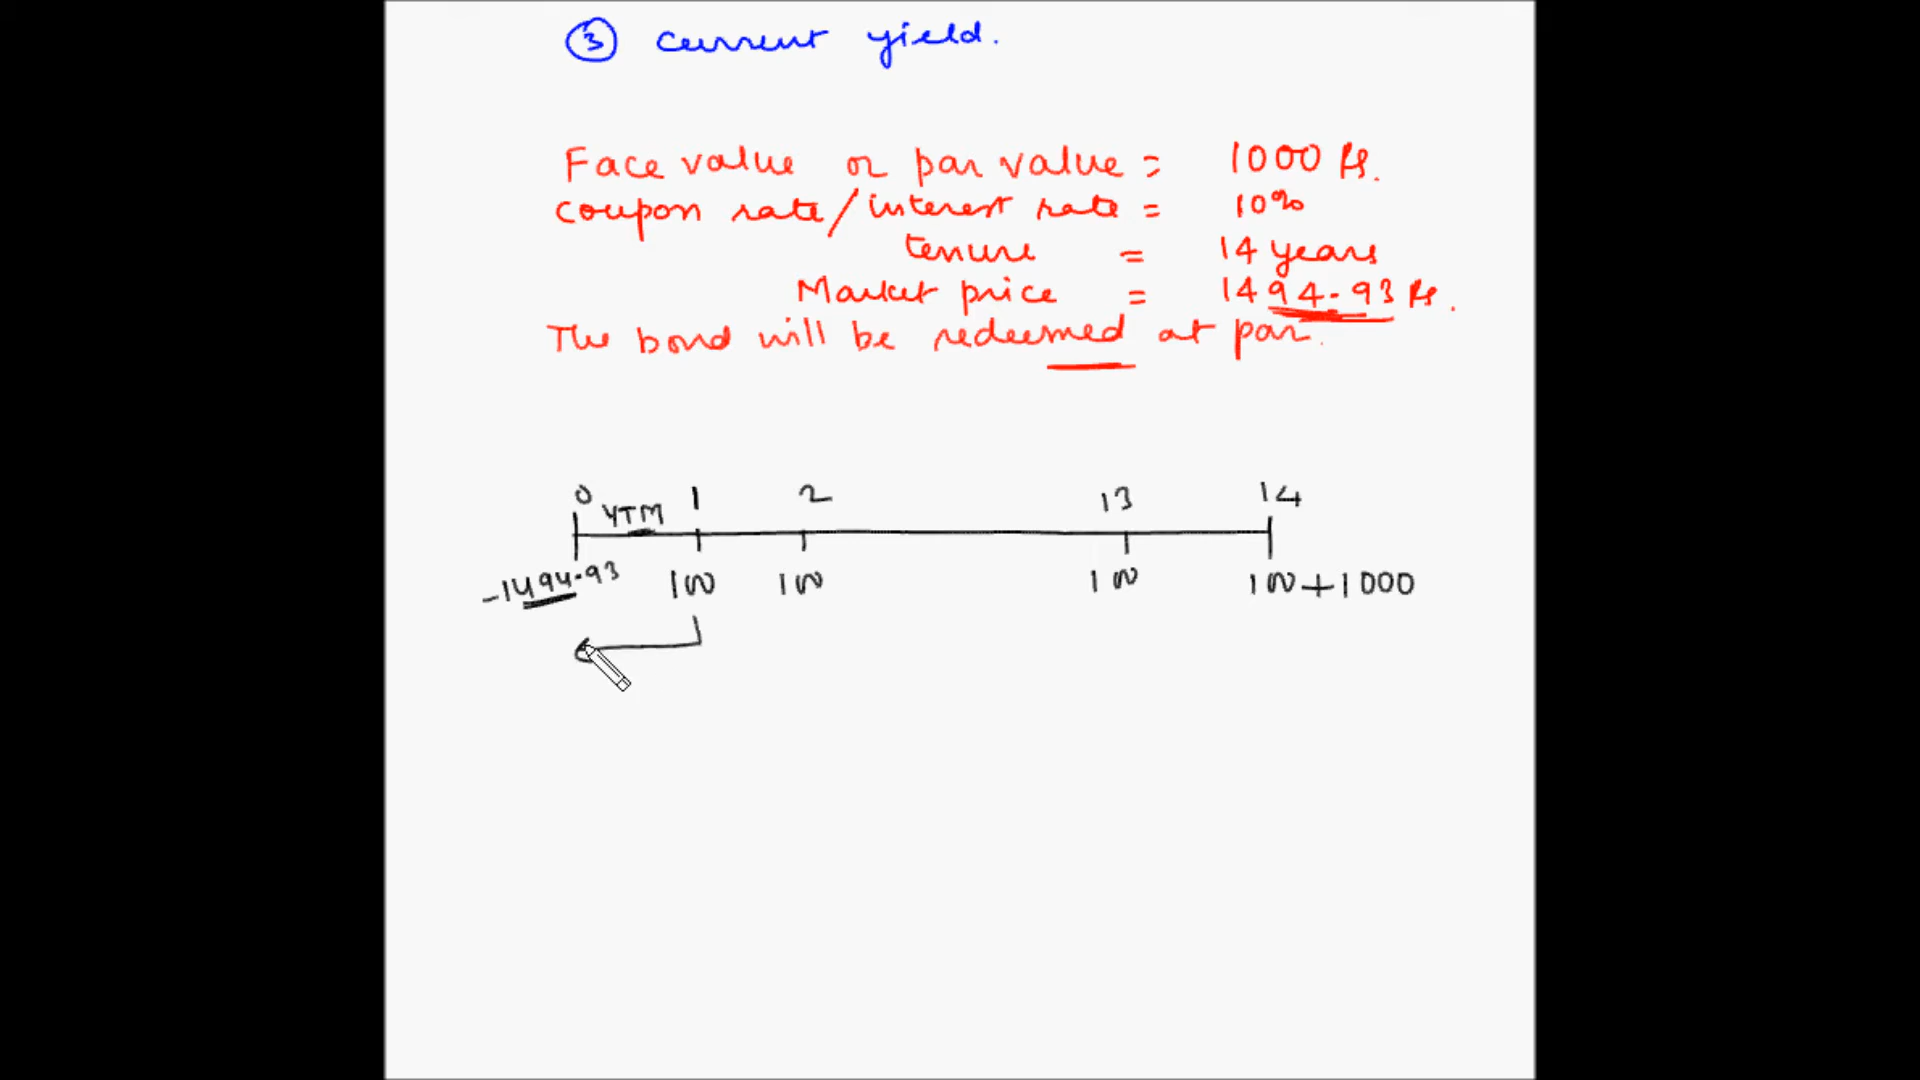 ③ current yield.
Face value or par value = 1000 Rs.
coupon rate/interest rate = 10%
tenure = 14 years
Market price = 1494.93 Rs.
The bond will be redeemed at par.
0 YTM 1 2 13 14
-1494.93 100 100 100 100+1000